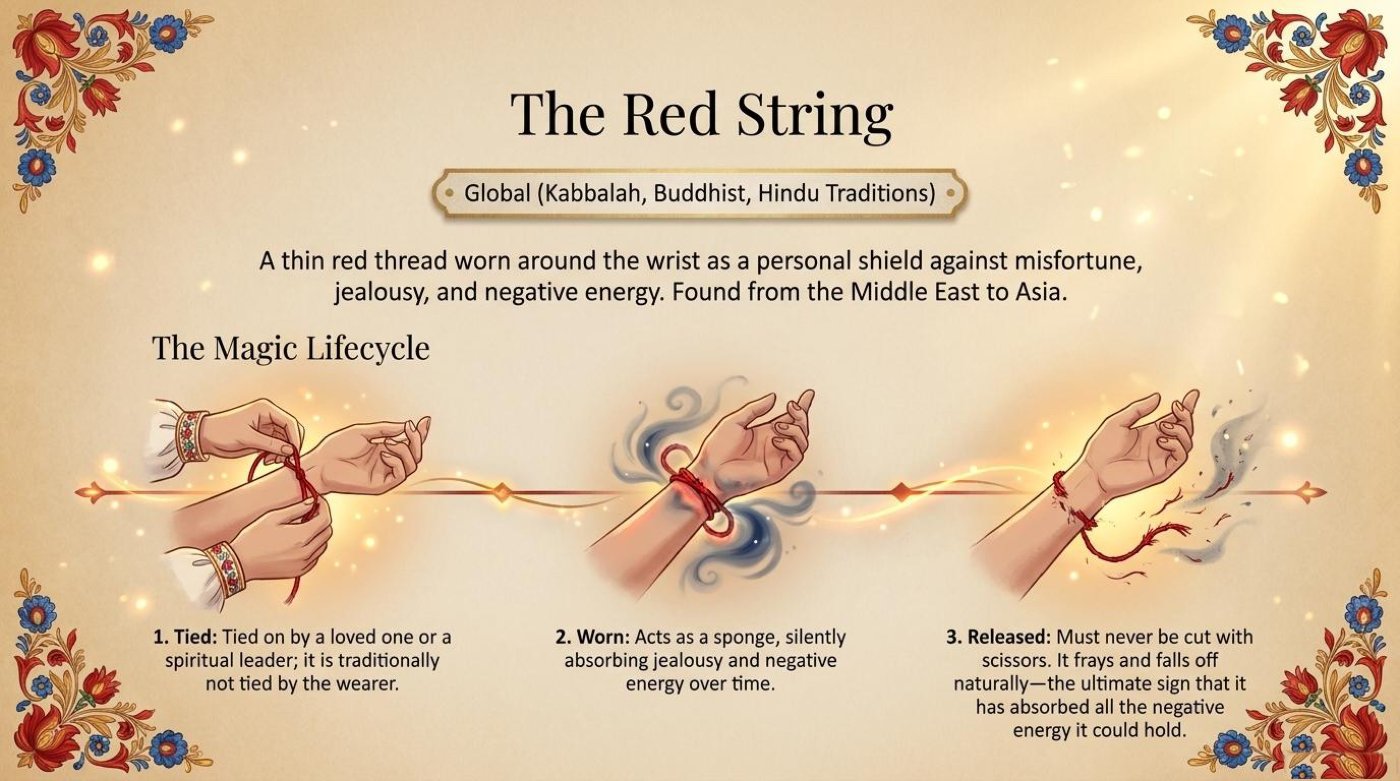 The Red String
Global (Kabbalah, Buddhist, Hindu Traditions)
A thin red thread worn around the wrist as a personal shield against misfortune,
jealousy, and negative energy. Found from the Middle East to Asia.
The Magic Lifecycle
1. Tied: Tied on by a loved one or a
spiritual leader; it is traditionally
not tied by the wearer.
2. Worn: Acts as a sponge, silently
absorbing jealousy and negative
energy over time.
3. Released: Must never be cut with
scissors. It frays and falls off
naturally—the ultimate sign that it
has absorbed all the negative
energy it could hold.